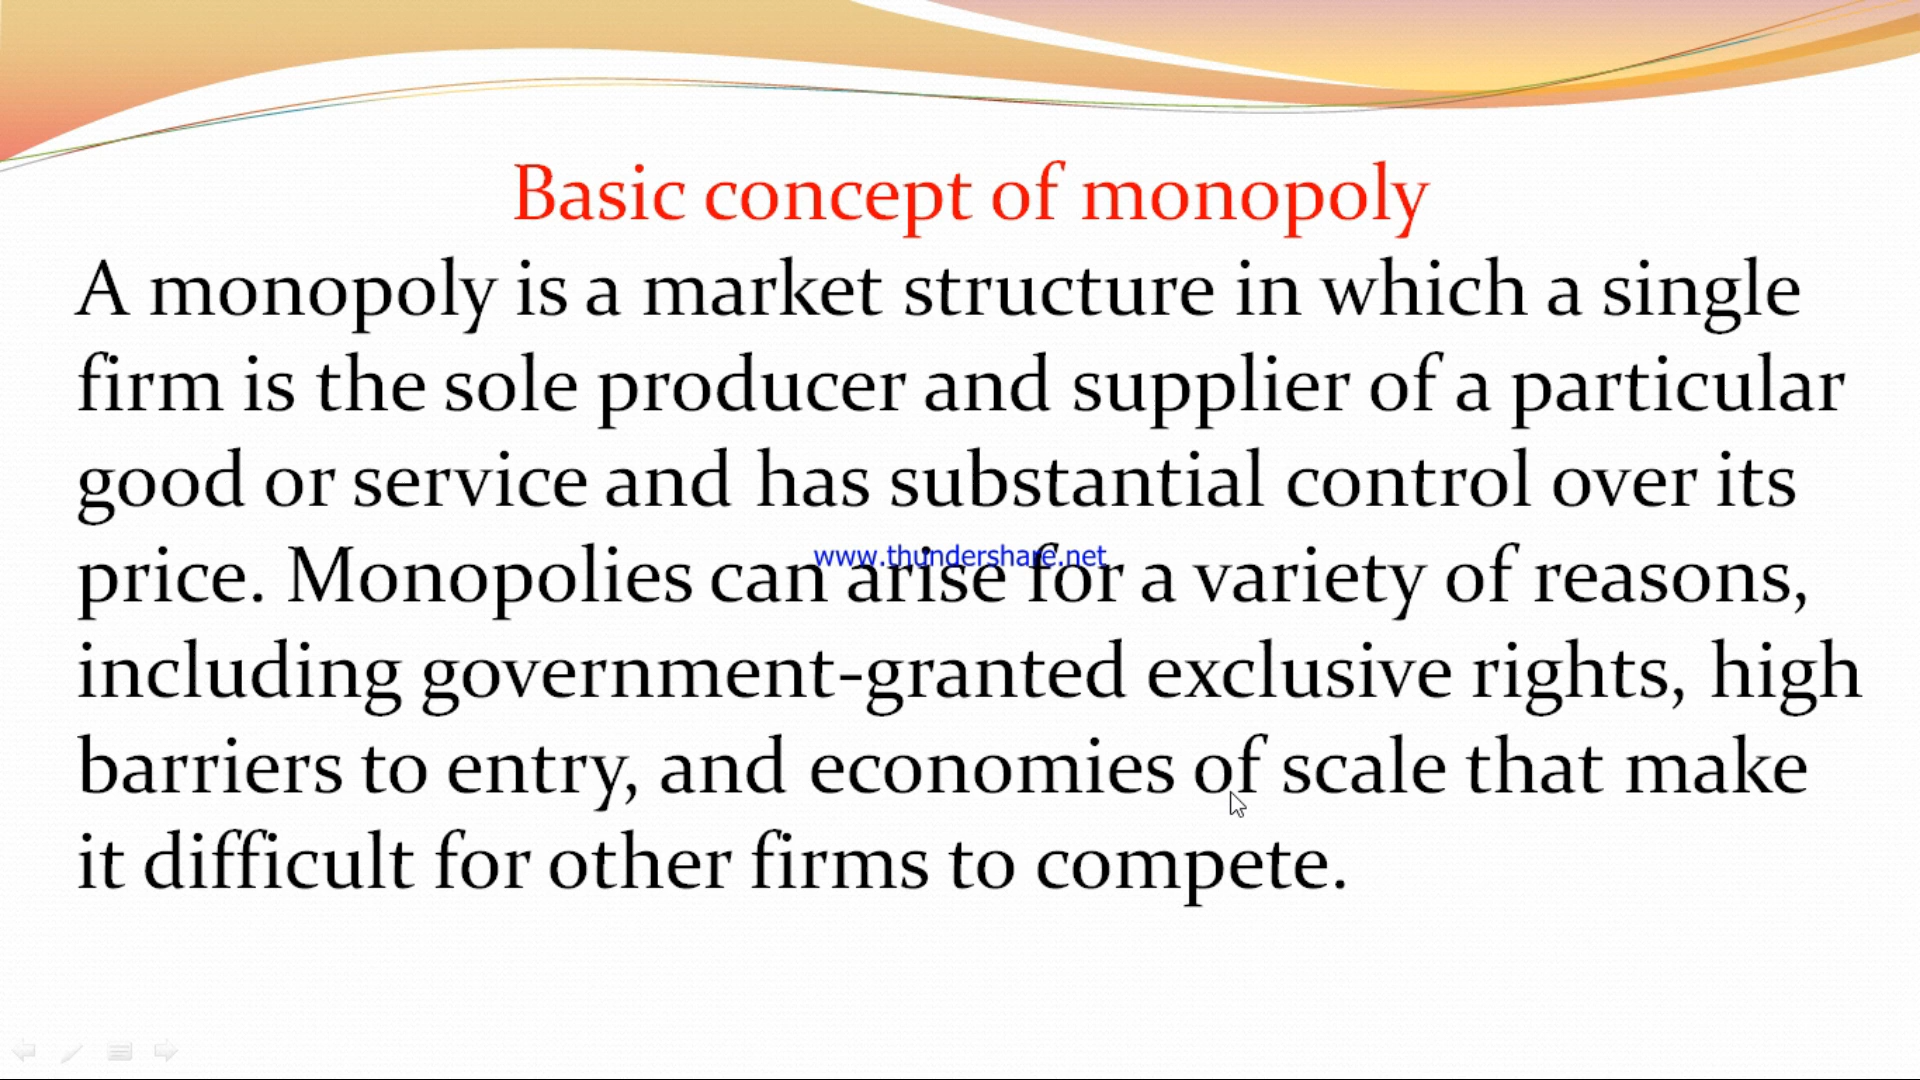 Basic concept of monopoly
A monopoly is a market structure in which a single
firm is the sole producer and supplier of a particular
good or service and has substantial control over its
www.thundershare.net
price. Monopolies can arise for a variety of reasons,
including government-granted exclusive rights, high
barriers to entry, and economies of scale that make
it difficult for other firms to compete.